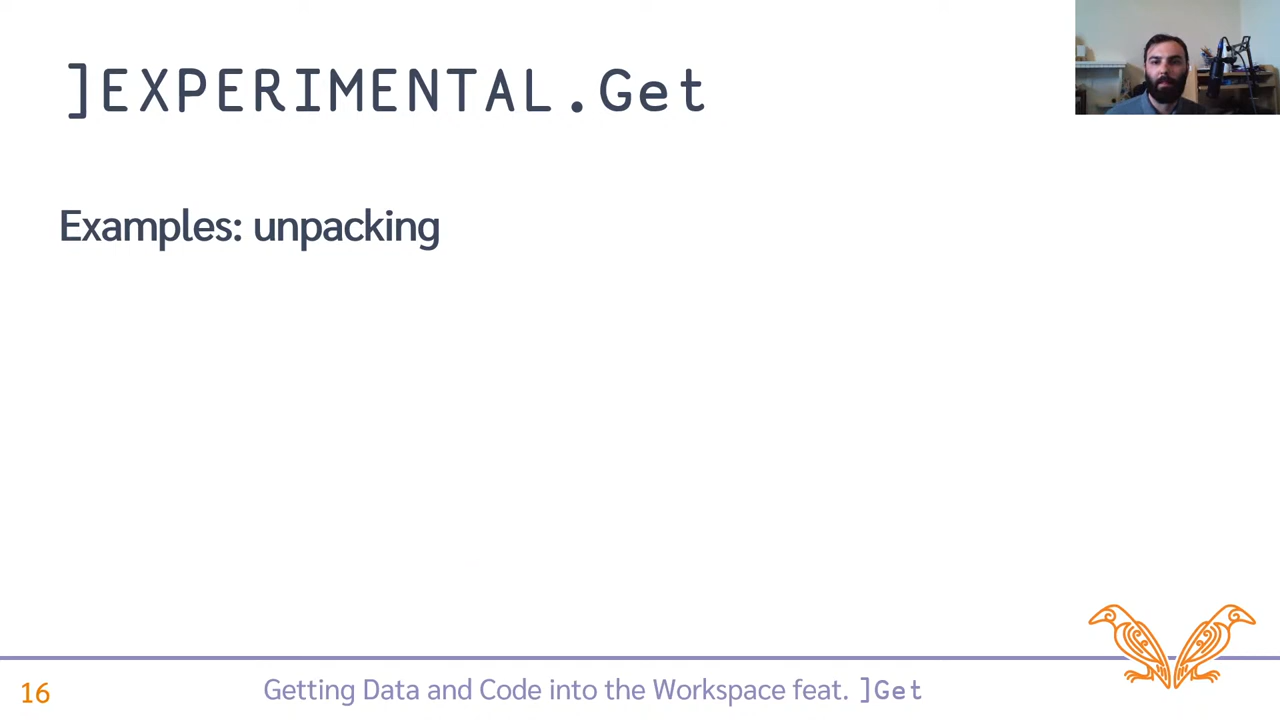 ]EXPERIMENTAL.Get
Examples: unpacking
16
Getting Data and Code into the Workspace feat. ]Get